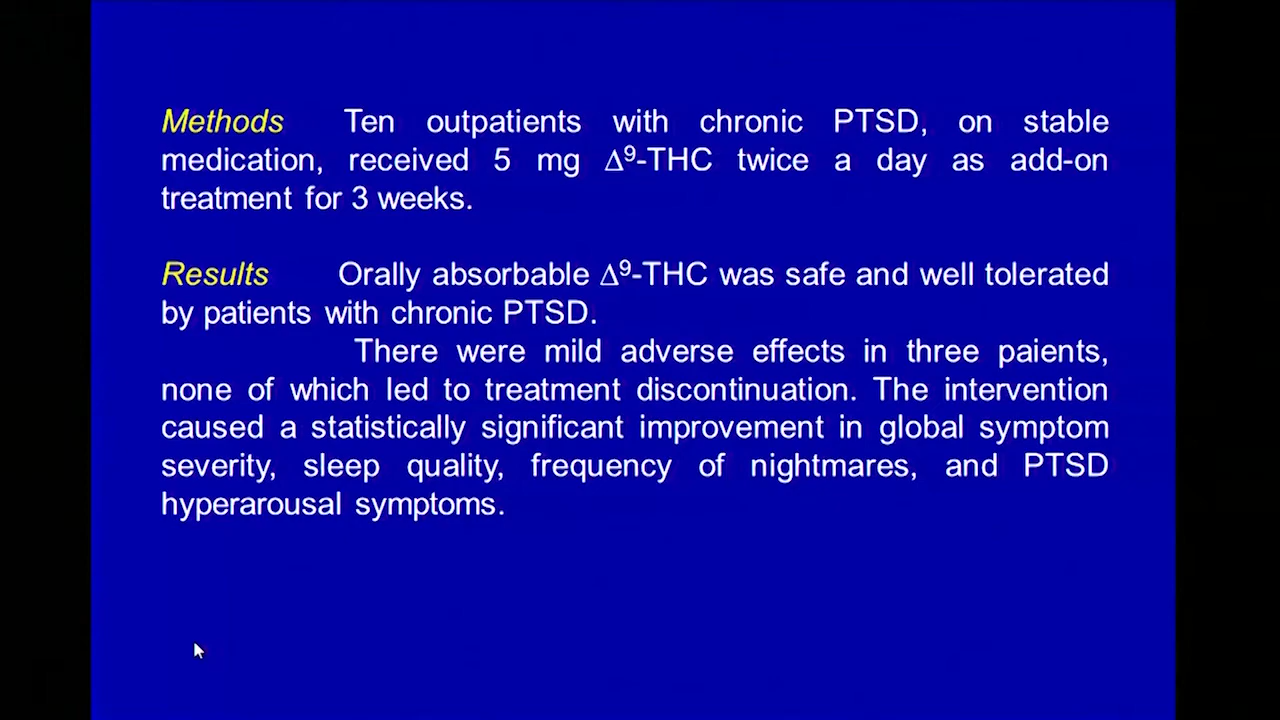 Methods Ten outpatients with chronic PTSD, on stable
medication, received 5 mg Δ⁹-THC twice a day as add-on
treatment for 3 weeks.
Results Orally absorbable Δ⁹-THC was safe and well tolerated
by patients with chronic PTSD.
There were mild adverse effects in three paients,
none of which led to treatment discontinuation. The intervention
caused a statistically significant improvement in global symptom
severity, sleep quality, frequency of nightmares, and PTSD
hyperarousal symptoms.